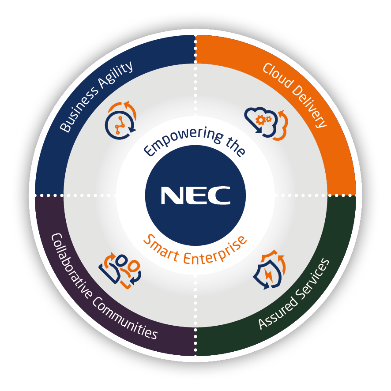 Business Agility
Cloud Delivery
Empowering the
NEC
Smart Enterprise
Collaborative Communities
Assured Services